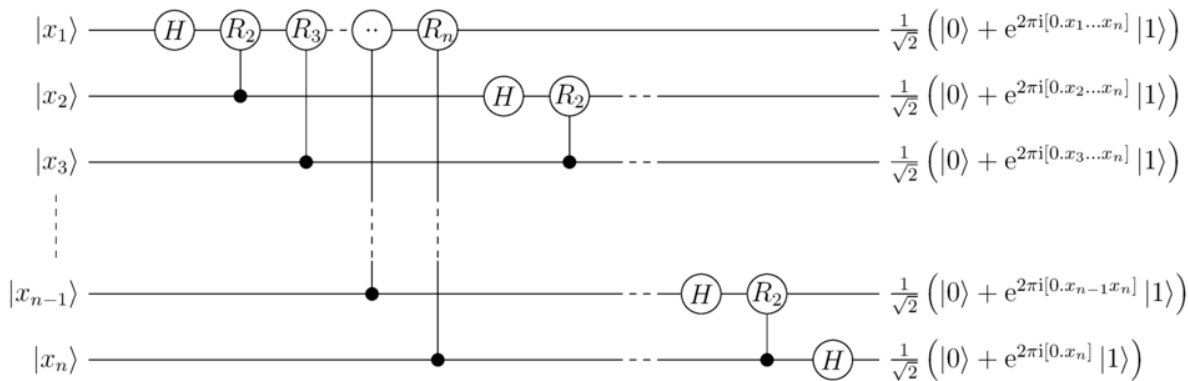 |x₁⟩ H R₂ R₃ ·· Rₙ 1/√2 (|0⟩ + e^{2πi[0.x₁...xₙ]} |1⟩)
|x₂⟩ H R₂ 1/√2 (|0⟩ + e^{2πi[0.x₂...xₙ]} |1⟩)
|x₃⟩ 1/√2 (|0⟩ + e^{2πi[0.x₃...xₙ]} |1⟩)
|xₙ₋₁⟩ H R₂ 1/√2 (|0⟩ + e^{2πi[0.xₙ₋₁xₙ]} |1⟩)
|xₙ⟩ H 1/√2 (|0⟩ + e^{2πi[0.xₙ]} |1⟩)